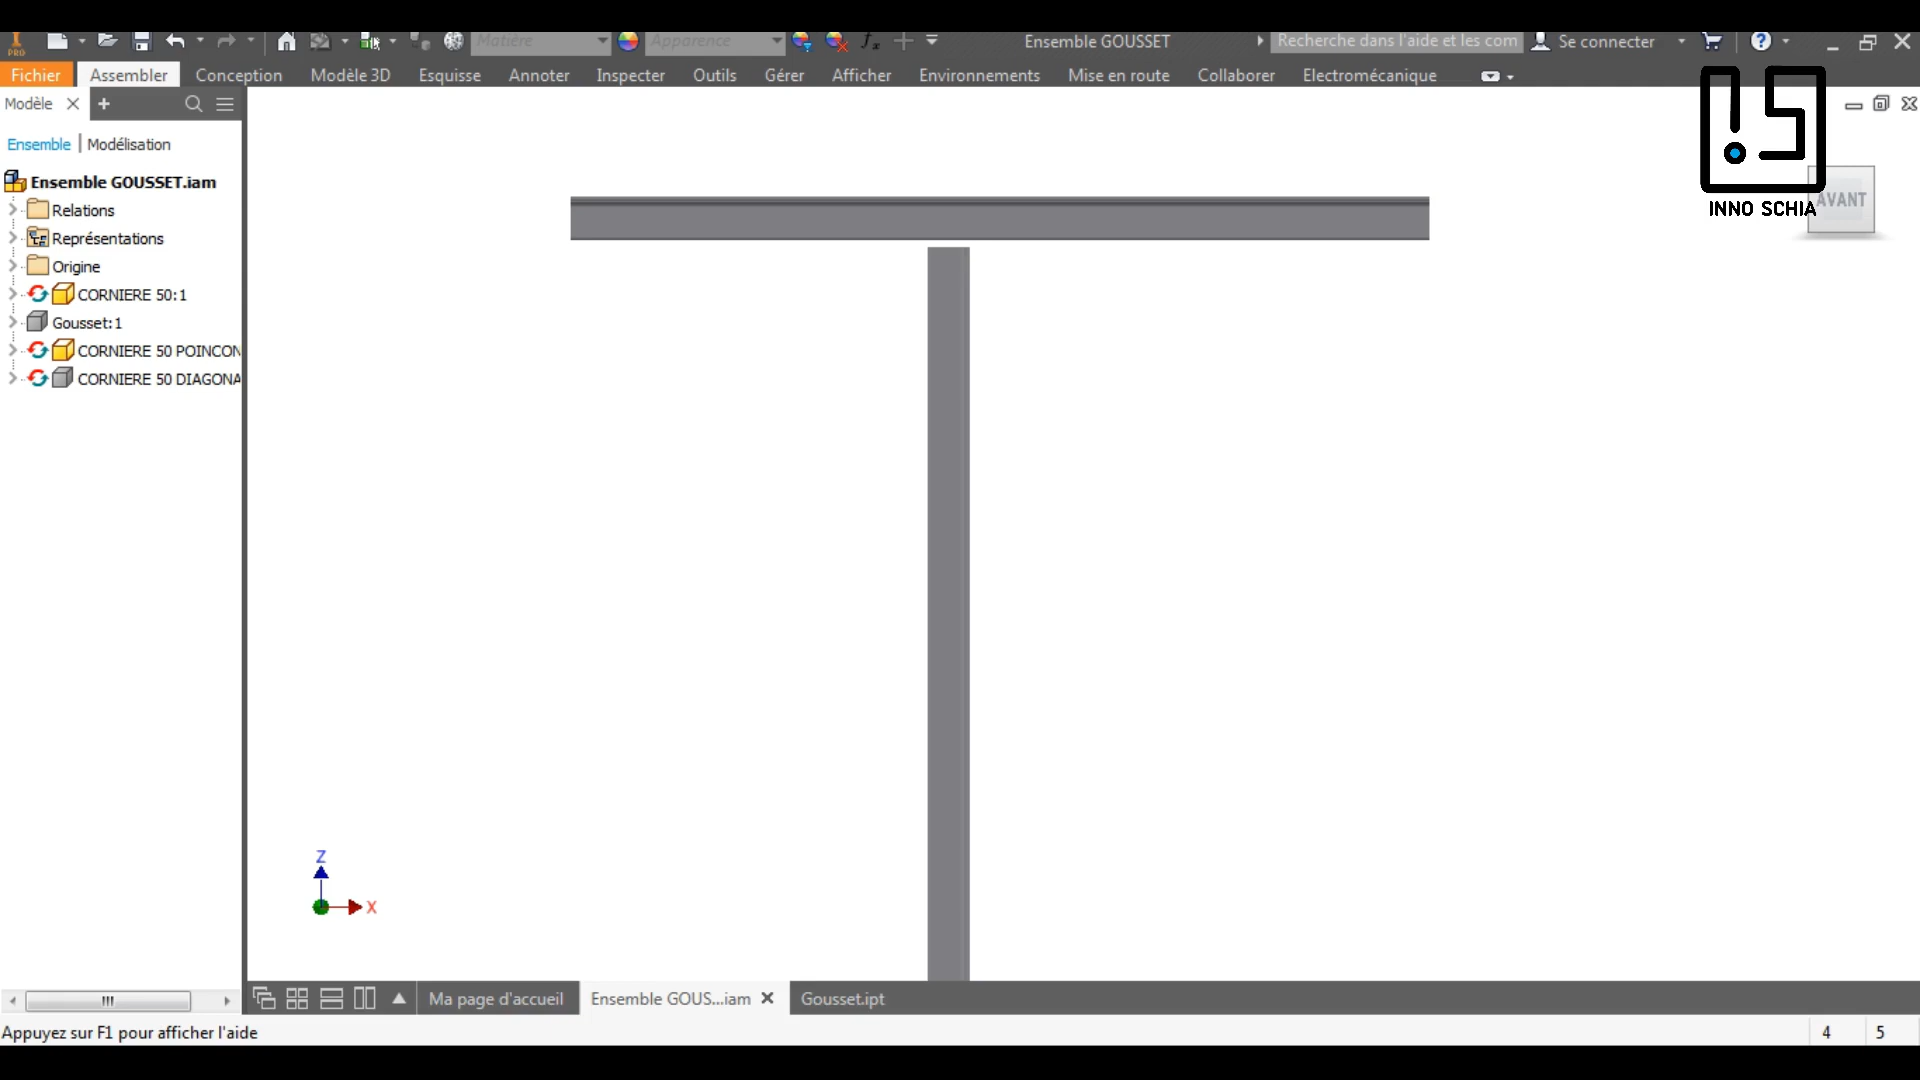 PRO
Matière
Apparence
Ensemble GOUSSET
Recherche dans l'aide et les com
Se connecter
Fichier
Assembler
Conception
Modèle 3D
Esquisse
Annoter
Inspecter
Outils
Gérer
Afficher
Environnements
Mise en route
Collaborer
Electromécanique
Modèle
Ensemble
Modélisation
Ensemble GOUSSET.iam
Relations
Représentations
Origine
CORNIERE 50:1
Gousset:1
CORNIERE 50 POINCON
CORNIERE 50 DIAGONA
INNO SCHIA
AVANT
Z
X
Ma page d'accueil
Ensemble GOUS...iam
Gousset.ipt
Appuyez sur F1 pour afficher l'aide
4
5